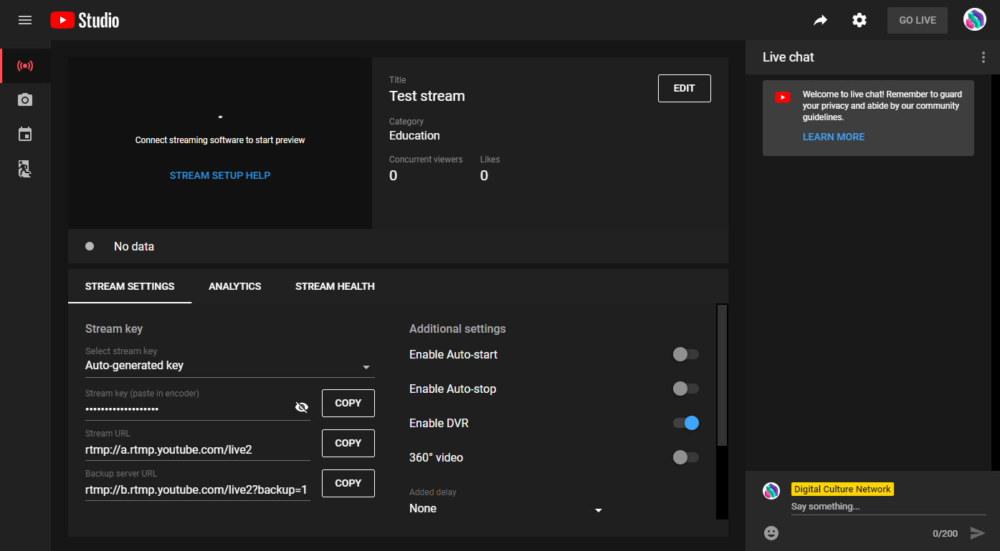 Studio
GO LIVE
Connect streaming software to start preview
STREAM SETUP HELP
Title
Test stream
EDIT
Category
Education
Concurrent viewers
Likes
0
0
No data
STREAM SETTINGS
ANALYTICS
STREAM HEALTH
Stream key
Select stream key
Auto-generated key
Stream key (paste in encoder)
•••••••••••••••••••
COPY
Stream URL
rtmp://a.rtmp.youtube.com/live2
COPY
Backup server URL
rtmp://b.rtmp.youtube.com/live2?backup=1
COPY
Additional settings
Enable Auto-start
Enable Auto-stop
Enable DVR
360° video
Added delay
None
Live chat
Welcome to live chat! Remember to guard
your privacy and abide by our community
guidelines.
LEARN MORE
Digital Culture Network
Say something...
0/200